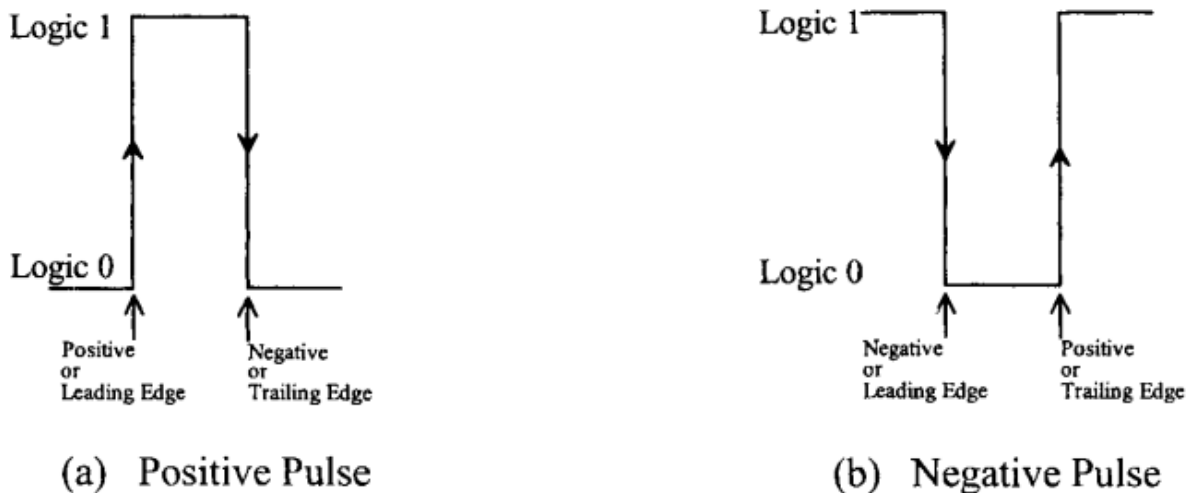 Logic 1
Logic 0
Positive
or
Leading Edge
Negative
or
Trailing Edge
(a) Positive Pulse
Logic 1
Logic 0
Negative
or
Leading Edge
Positive
or
Trailing Edge
(b) Negative Pulse